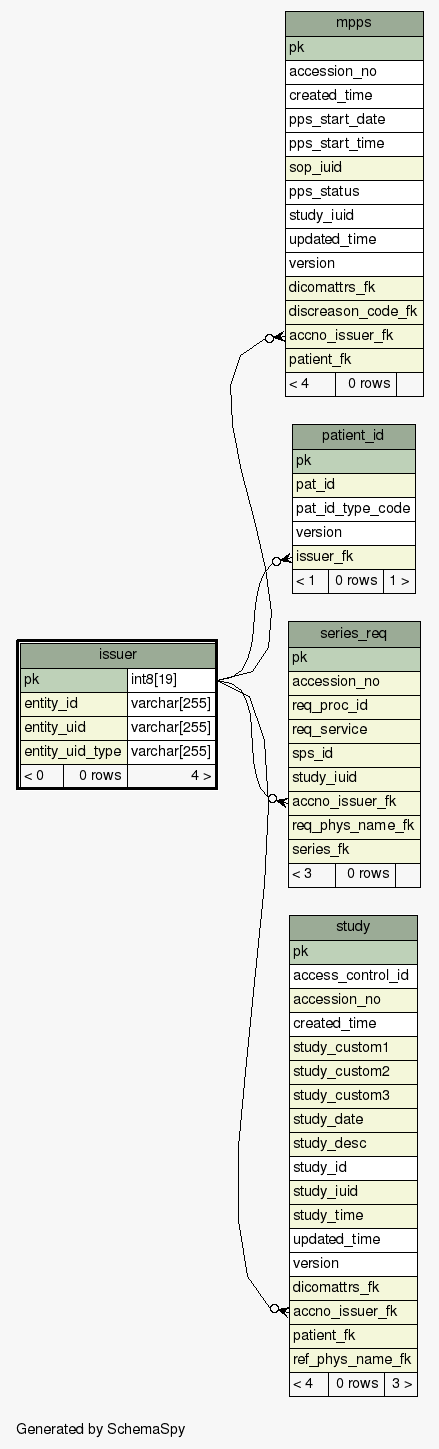 mpps
pk
accession_no
created_time
pps_start_date
pps_start_time
sop_iuid
pps_status
study_iuid
updated_time
version
dicomattrs_fk
discreason_code_fk
accno_issuer_fk
patient_fk
< 4 0 rows
patient_id
pk
pat_id
pat_id_type_code
version
issuer_fk
< 1 0 rows 1 >
issuer
pk int8[19]
entity_id varchar[255]
entity_uid varchar[255]
entity_uid_type varchar[255]
< 0 0 rows 4 >
series_req
pk
accession_no
req_proc_id
req_service
sps_id
study_iuid
accno_issuer_fk
req_phys_name_fk
series_fk
< 3 0 rows
study
pk
access_control_id
accession_no
created_time
study_custom1
study_custom2
study_custom3
study_date
study_desc
study_id
study_iuid
study_time
updated_time
version
dicomattrs_fk
accno_issuer_fk
patient_fk
ref_phys_name_fk
< 4 0 rows 3 >
Generated by SchemaSpy